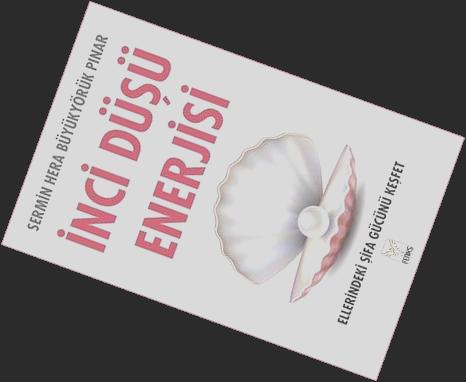 SERMİN HERA BÜYÜKYÖRÜK PINAR
İNCİ DÜŞÜ
ENERJİSİ
ELLERİNDEKİ ŞİFA GÜCÜNÜ KEŞFET